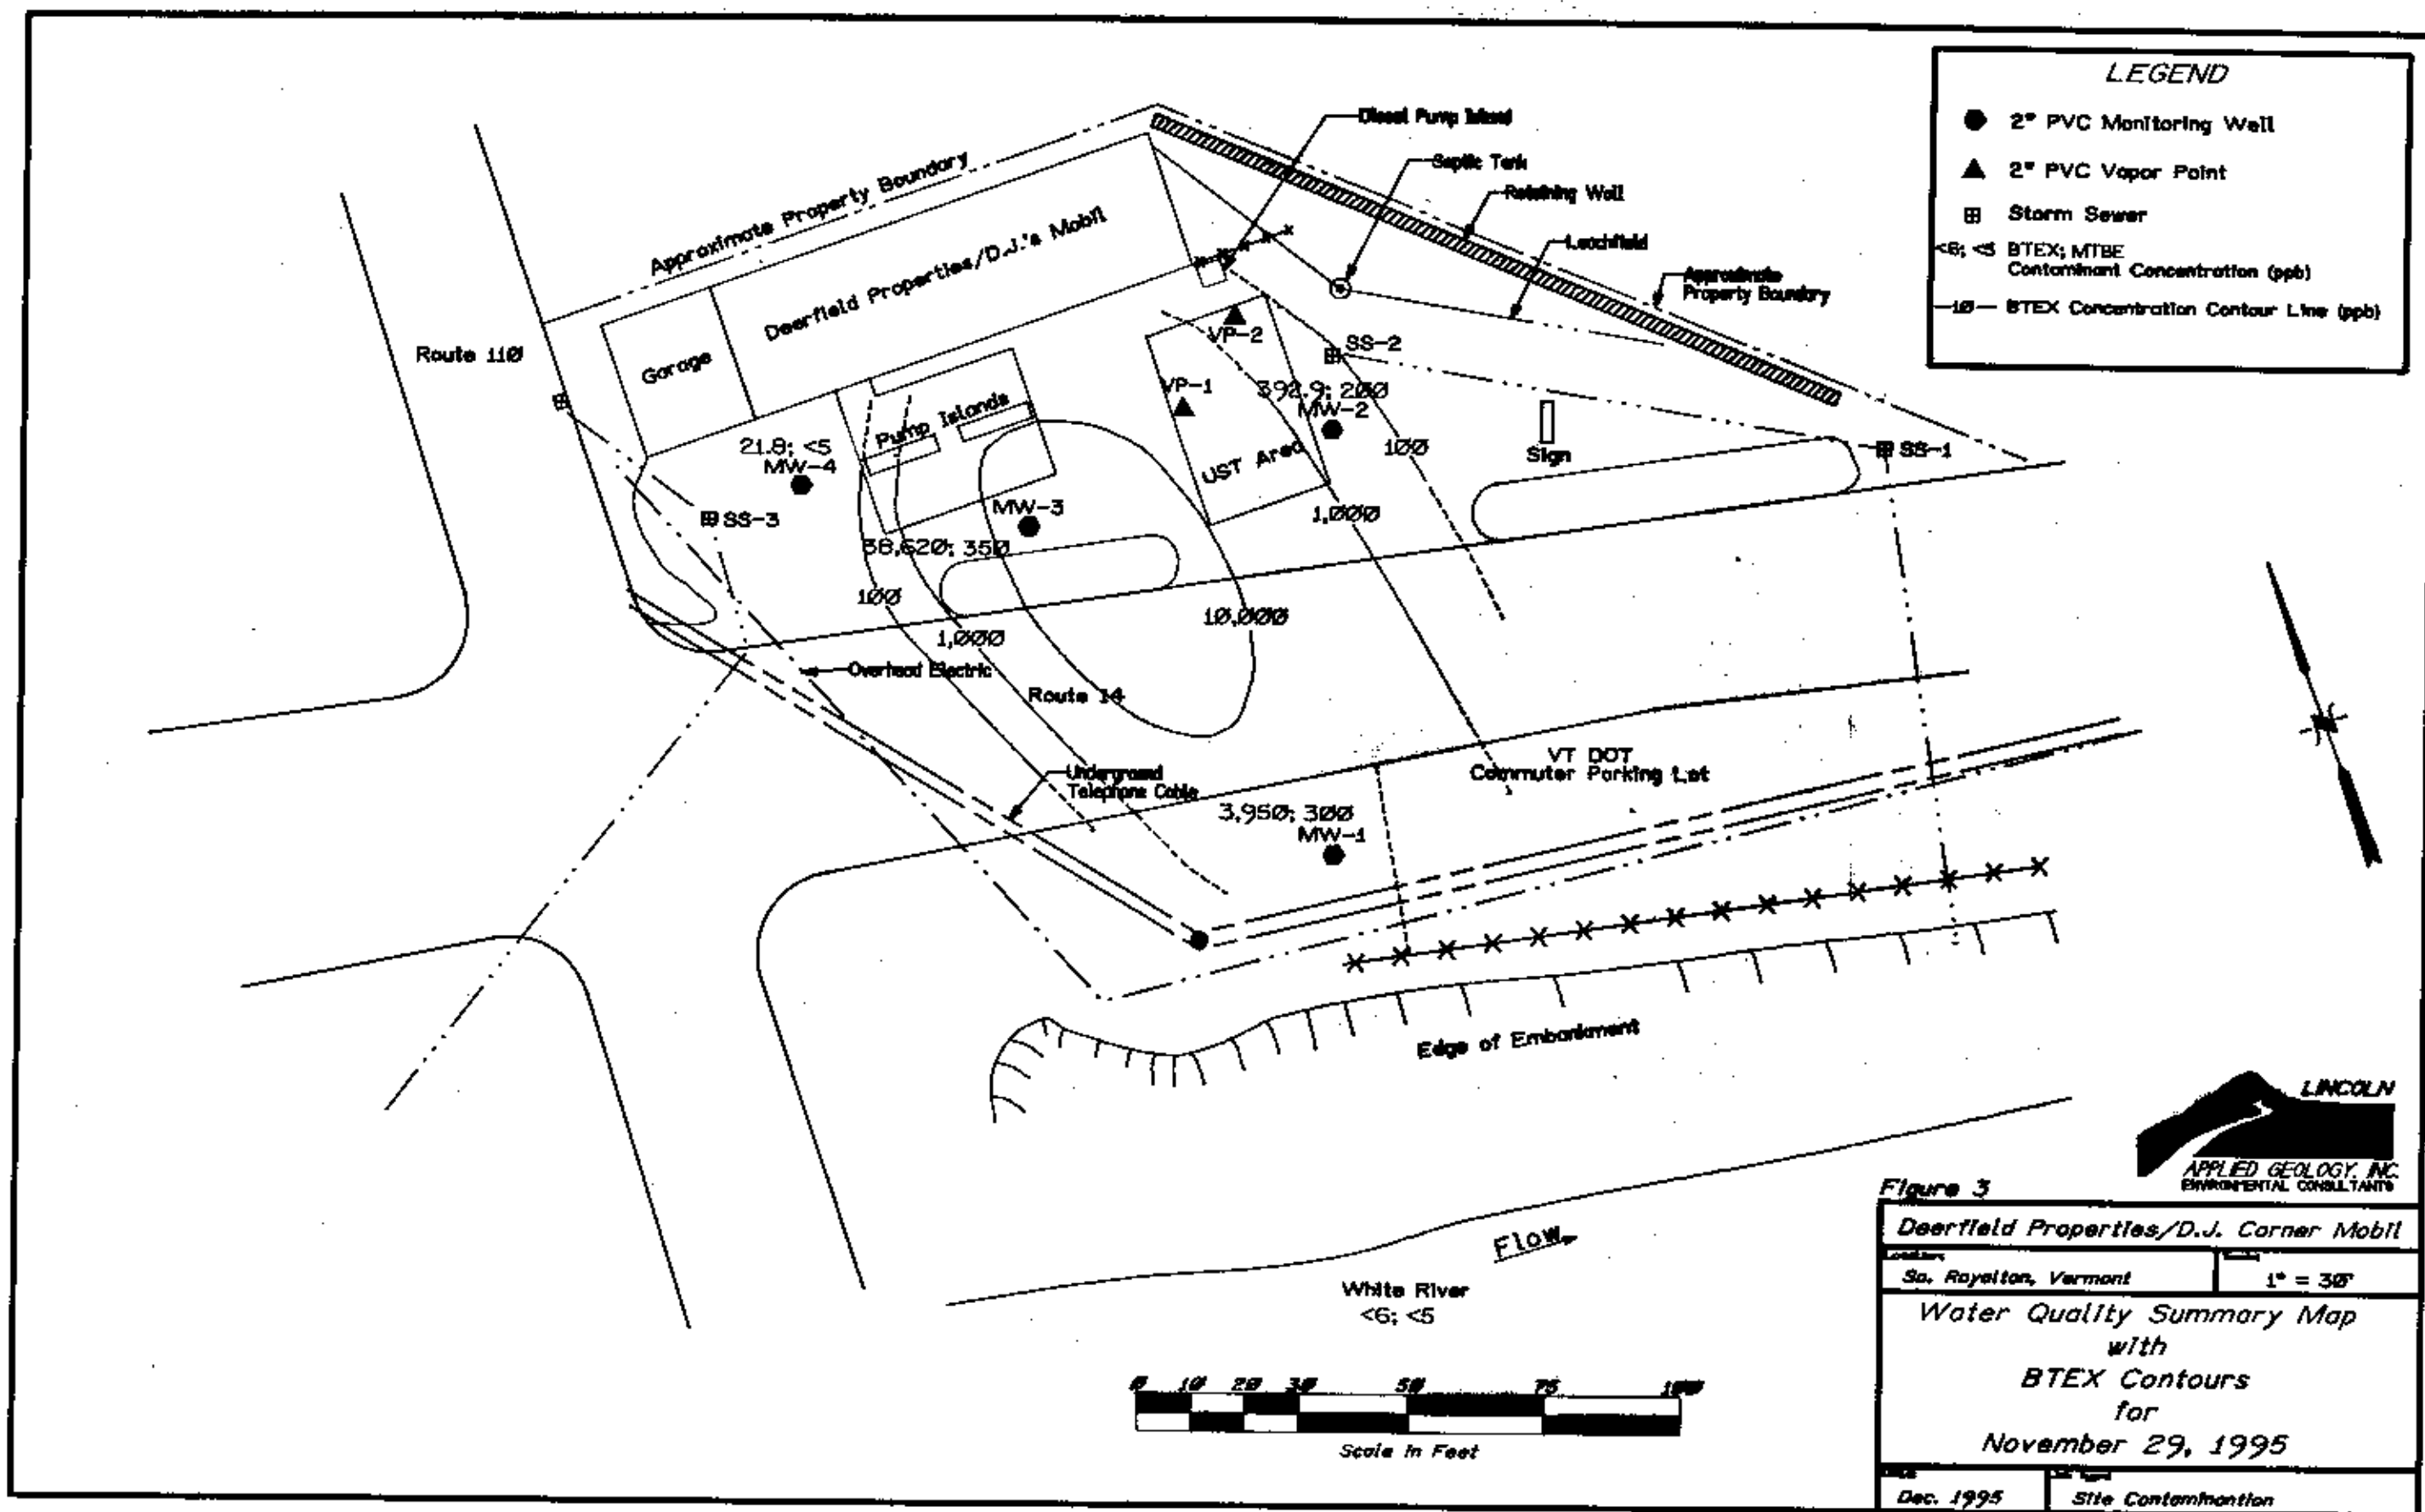 LEGEND
2" PVC Monitoring Well
2" PVC Vapor Point
Storm Sewer
<6; <5 BTEX; MTBE
Contaminant Concentration (ppb)
—10— BTEX Concentration Contour Line (ppb)
Diesel Pump Island
Septic Tank
Retaining Wall
Leachfield
Approximate
Property Boundary
Approximate Property Boundary
Deerfield Properties/D.J.'s Mobil
Garage
Route 110
Pump Islands
VP-2
VP-1
SS-2
392.9; 200
MW-2
UST Area
100
Sign
SS-1
21.8; <5
MW-4
SS-3
MW-3
38,620; 350
1,000
100
1,000
10,000
Overhead Electric
Route 14
Underground
Telephone Cable
VT DOT
Commuter Parking Lot
3,950; 300
MW-1
Edge of Embankment
Flow
White River
<6; <5
0 10 20 30 50 75 100
Scale in Feet
LINCOLN
APPLIED GEOLOGY, INC.
ENVIRONMENTAL CONSULTANTS
Figure 3
Deerfield Properties/D.J. Corner Mobil
So. Royalton, Vermont
1" = 30'
Water Quality Summary Map
with
BTEX Contours
for
November 29, 1995
Dec. 1995
Site Contaminantion